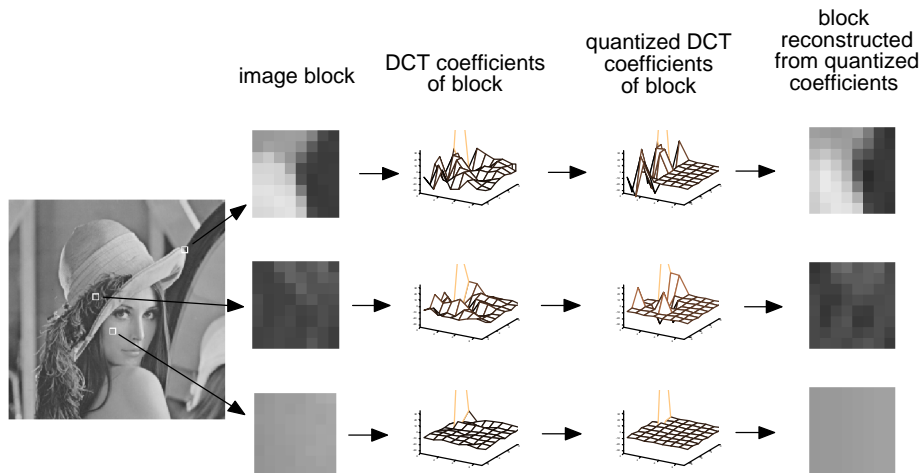 image block
DCT coefficients
of block
quantized DCT
coefficients
of block
block
reconstructed
from quantized
coefficients